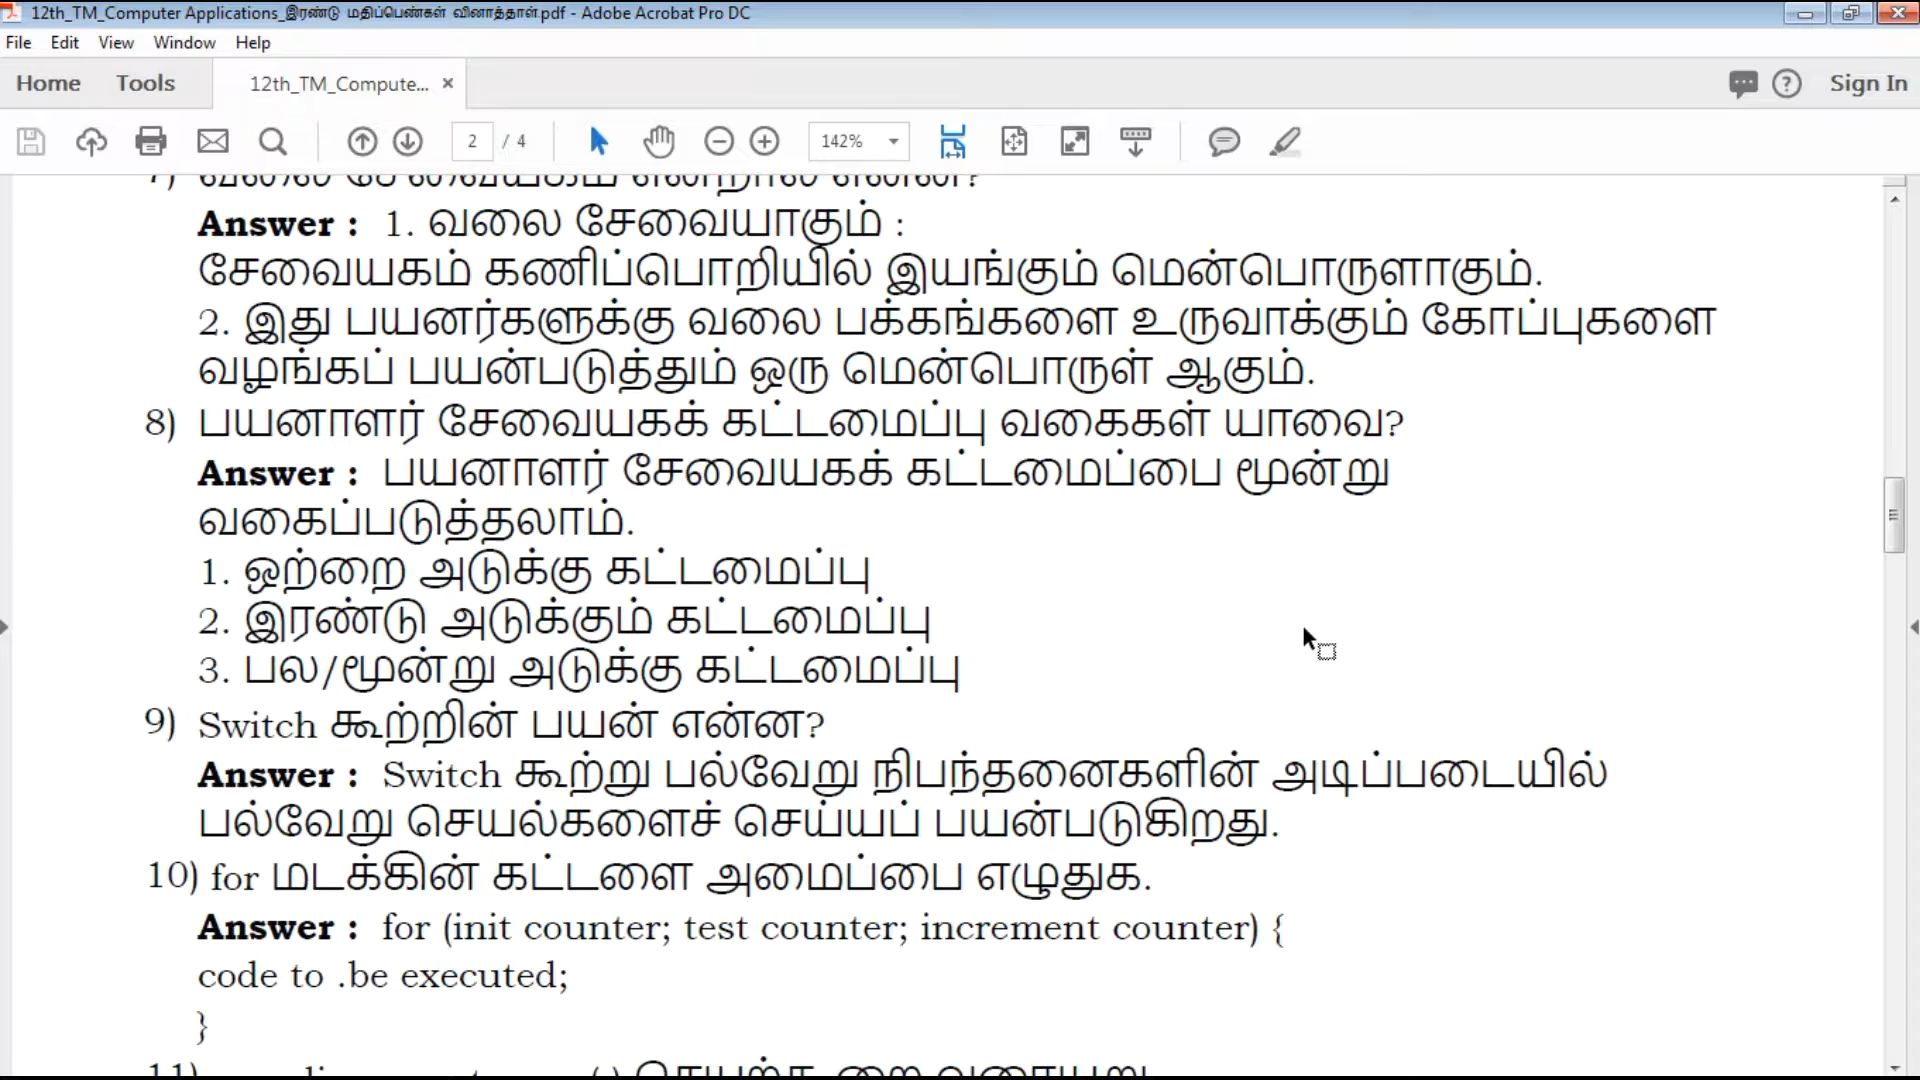 12th_TM_Computer Applications_இரண்டு மதிப்பெண்கள் வினாத்தாள்.pdf - Adobe Acrobat Pro DC
File Edit View Window Help
Home Tools 12th_TM_Compute... × Sign In
2 / 4 142%
7) வலை சேவையகம் என்றால் என்ன?
Answer : 1. வலை சேவையாகும் :
சேவையகம் கணிப்பொறியில் இயங்கும் மென்பொருளாகும்.
2. இது பயனர்களுக்கு வலை பக்கங்களை உருவாக்கும் கோப்புகளை
வழங்கப் பயன்படுத்தும் ஒரு மென்பொருள் ஆகும்.
8) பயனாளர் சேவையகக் கட்டமைப்பு வகைகள் யாவை?
Answer : பயனாளர் சேவையகக் கட்டமைப்பை மூன்று
வகைப்படுத்தலாம்.
1. ஒற்றை அடுக்கு கட்டமைப்பு
2. இரண்டு அடுக்கும் கட்டமைப்பு
3. பல/மூன்று அடுக்கு கட்டமைப்பு
9) Switch கூற்றின் பயன் என்ன?
Answer : Switch கூற்று பல்வேறு நிபந்தனைகளின் அடிப்படையில்
பல்வேறு செயல்களைச் செய்யப் பயன்படுகிறது.
10) for மடக்கின் கட்டளை அமைப்பை எழுதுக.
Answer : for (init counter; test counter; increment counter) {
code to .be executed;
}
11)